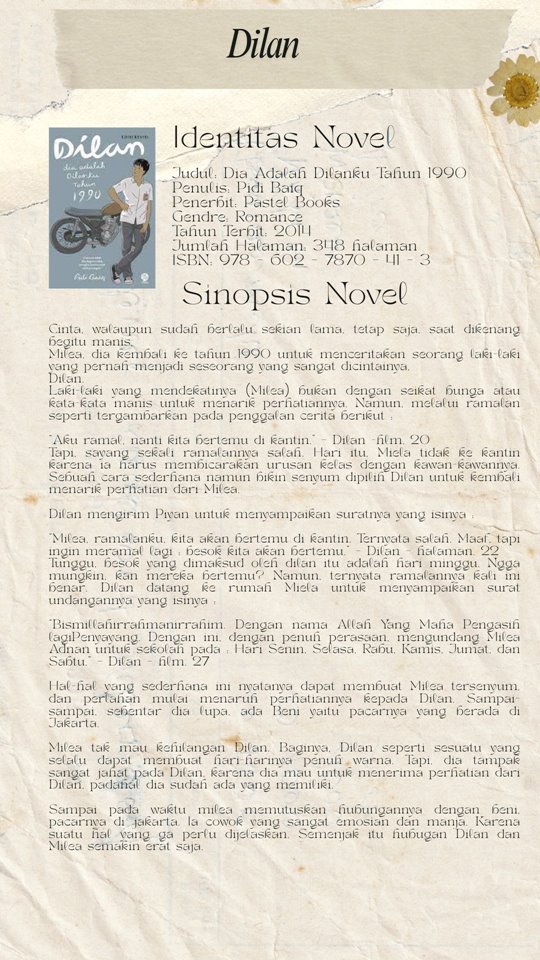 Dilan
Dilan
dia adalah
Dilanku
tahun
1990
Pidi Baiq
Identitas Novel
Judul: Dia Adalah Dilanku Tahun 1990
Penulis: Pidi Baiq
Penerbit: Pastel Books
Gendre: Romance
Tahun Terbit: 2014
Jumlah Halaman: 348 halaman
ISBN: 978 - 602 - 7870 - 41 - 3
Sinopsis Novel
Cinta, walaupun sudah berlalu sekian lama, tetap saja, saat dikenang
begitu manis.
Milea, dia kembali ke tahun 1990 untuk menceritakan seorang laki-laki
yang pernah menjadi seseorang yang sangat dicintainya,
Dilan.
Laki-laki yang mendekatinya (Milea) bukan dengan seikat bunga atau
kata-kata manis untuk menarik perhatiannya. Namun, melalui ramalan
seperti tergambarkan pada penggalan cerita berikut :
"Aku ramal, nanti kita bertemu di kantin." - Dilan -hlm. 20
Tapi, sayang sekali ramalannya salah. Hari itu, Miela tidak ke kantin
karena ia harus membicarakan urusan kelas dengan kawan-kawannya.
Sebuah cara sederhana namun bikin senyum dipilih Dilan untuk kembali
menarik perhatian dari Milea.
Dilan mengirim Piyan untuk menyampaikan suratnya yang isinya :
"Milea, ramalanku, kita akan bertemu di kantin. Ternyata salah. Maaf, tapi
ingin meramal lagi : besok kita akan bertemu." - Dilan - halaman. 22
Tunggu, besok yang dimaksud oleh dilan itu adalah hari minggu. Ngga
mungkin, kan mereka bertemu? Namun, ternyata ramalannya kali ini
benar. Dilan datang ke rumah Miela untuk menyampaikan surat
undangannya yang isinya :
"Bismillahirrahmanirrahim. Dengan nama Allah Yang Maha Pengasih
lagiPenyayang. Dengan ini, dengan penuh perasaan, mengundang Milea
Adnan untuk sekolah pada : Hari Senin, Selasa, Rabu, Kamis, Jumat, dan
Sabtu." - Dilan - hlm. 27
Hal-hal yang sederhana ini nyatanya dapat membuat Milea tersenyum,
dan perlahan mulai menaruh perhatiannya kepada Dilan. Sampai-
sampai, sebentar dia lupa, ada Beni yaitu pacarnya yang berada di
Jakarta.
Milea tak mau kehilangan Dilan. Baginya, Dilan seperti sesuatu yang
selalu dapat membuat hari-harinya penuh warna. Tapi, dia tampak
sangat jahat pada Dilan, karena dia mau untuk menerima perhatian dari
Dilan, padahal dia sudah ada yang memiliki.
Sampai pada waktu milea memutuskan hubungannya dengan beni,
pacarnya di jakarta. Ia cowok yang sangat emosian dan manja. Karena
suatu hal yang ga perlu dijelaskan. Semenjak itu hubugan Dilan dan
Milea semakin erat saja.